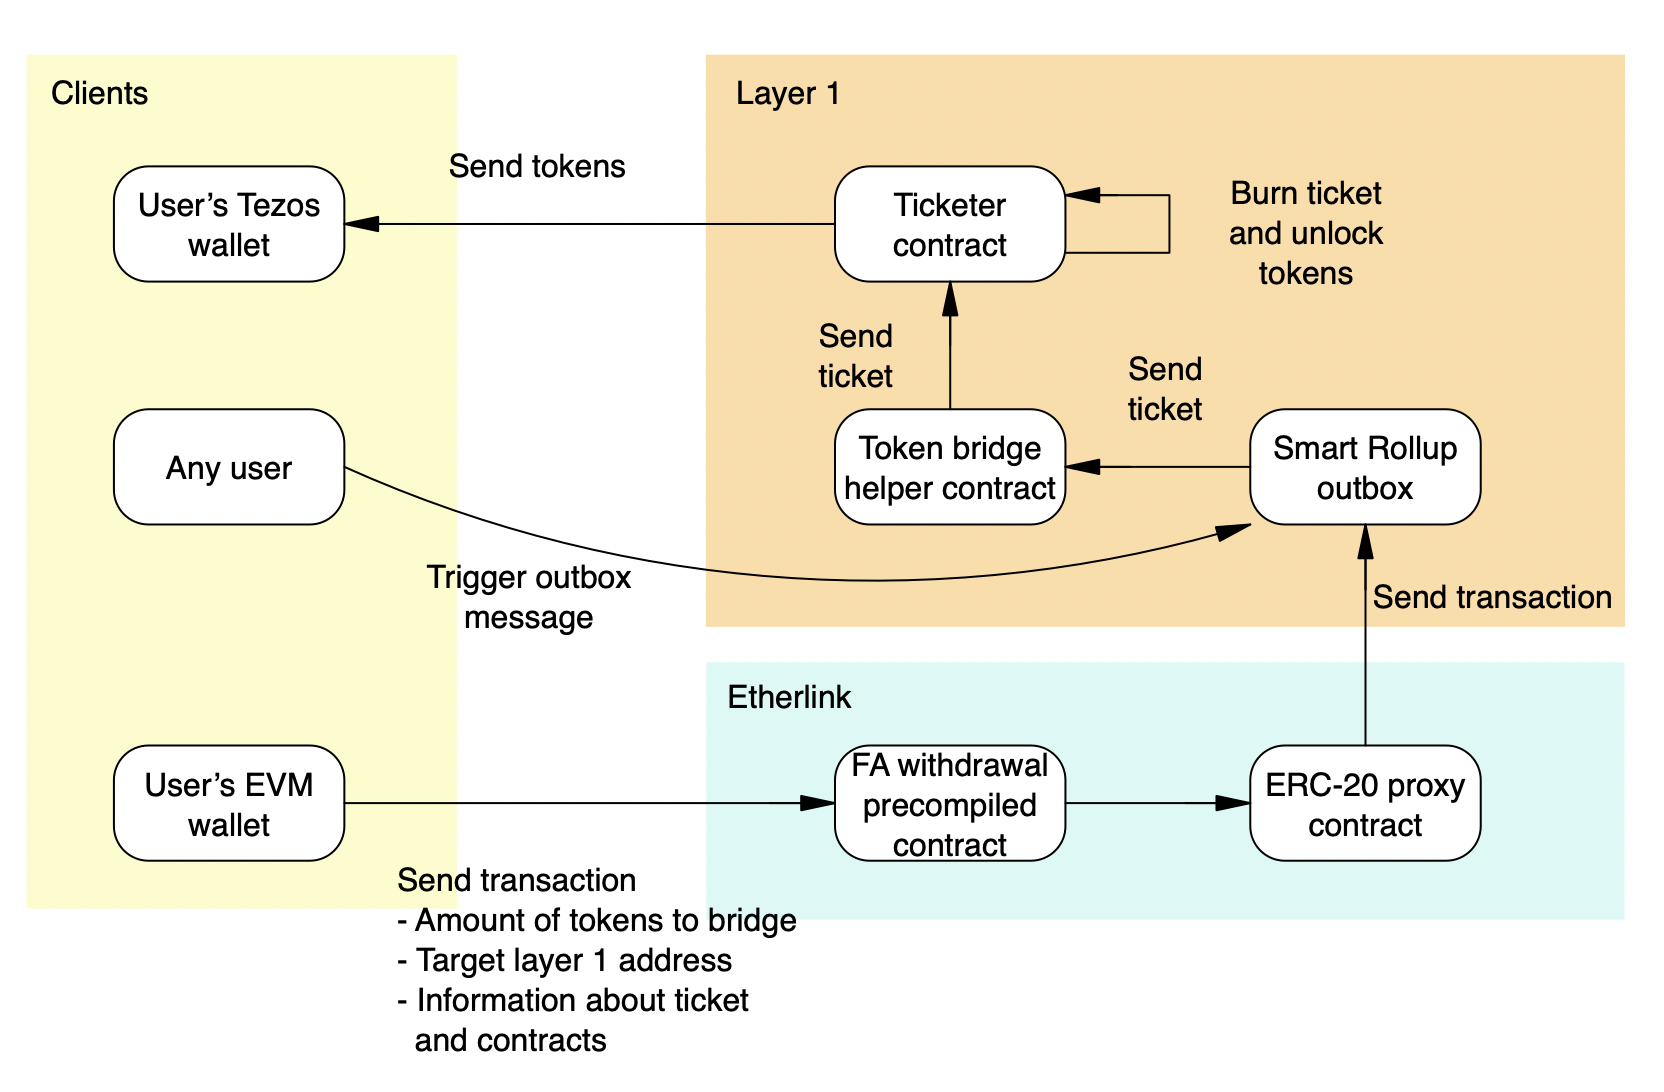 Clients
Layer 1
Send tokens
User’s Tezos
wallet
Ticketer
contract
Burn ticket
and unlock
tokens
Send
ticket
Send
ticket
Any user
Token bridge
helper contract
Smart Rollup
outbox
Trigger outbox
message
Send transaction
Etherlink
User’s EVM
wallet
FA withdrawal
precompiled
contract
ERC-20 proxy
contract
Send transaction
- Amount of tokens to bridge
- Target layer 1 address
- Information about ticket
and contracts